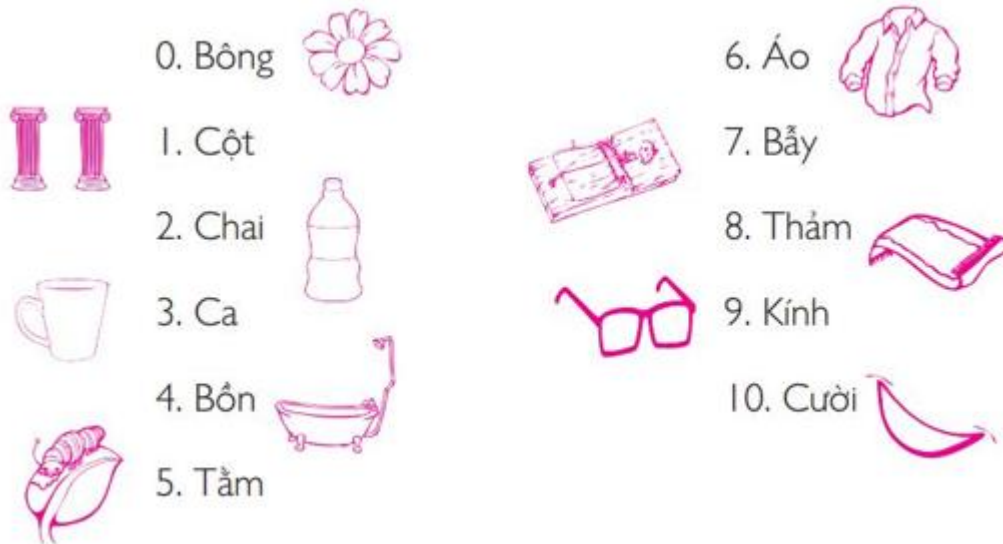 0. Bông
1. Cột
2. Chai
3. Ca
4. Bồn
5. Tằm
6. Áo
7. Bẫy
8. Thảm
9. Kính
10. Cười